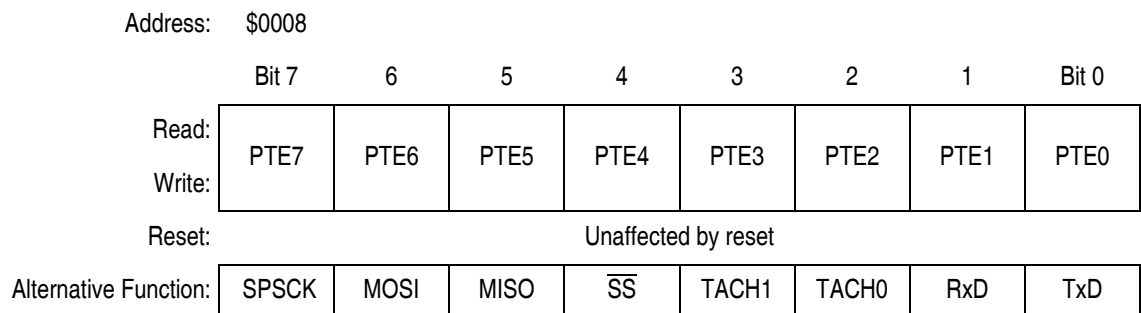 Address: $0008
Bit 7 6 5 4 3 2 1 Bit 0
Read:
PTE7 PTE6 PTE5 PTE4 PTE3 PTE2 PTE1 PTE0
Write:
Reset: Unaffected by reset
Alternative Function: SPSCK MOSI MISO S̅S̅ TACH1 TACH0 RxD TxD